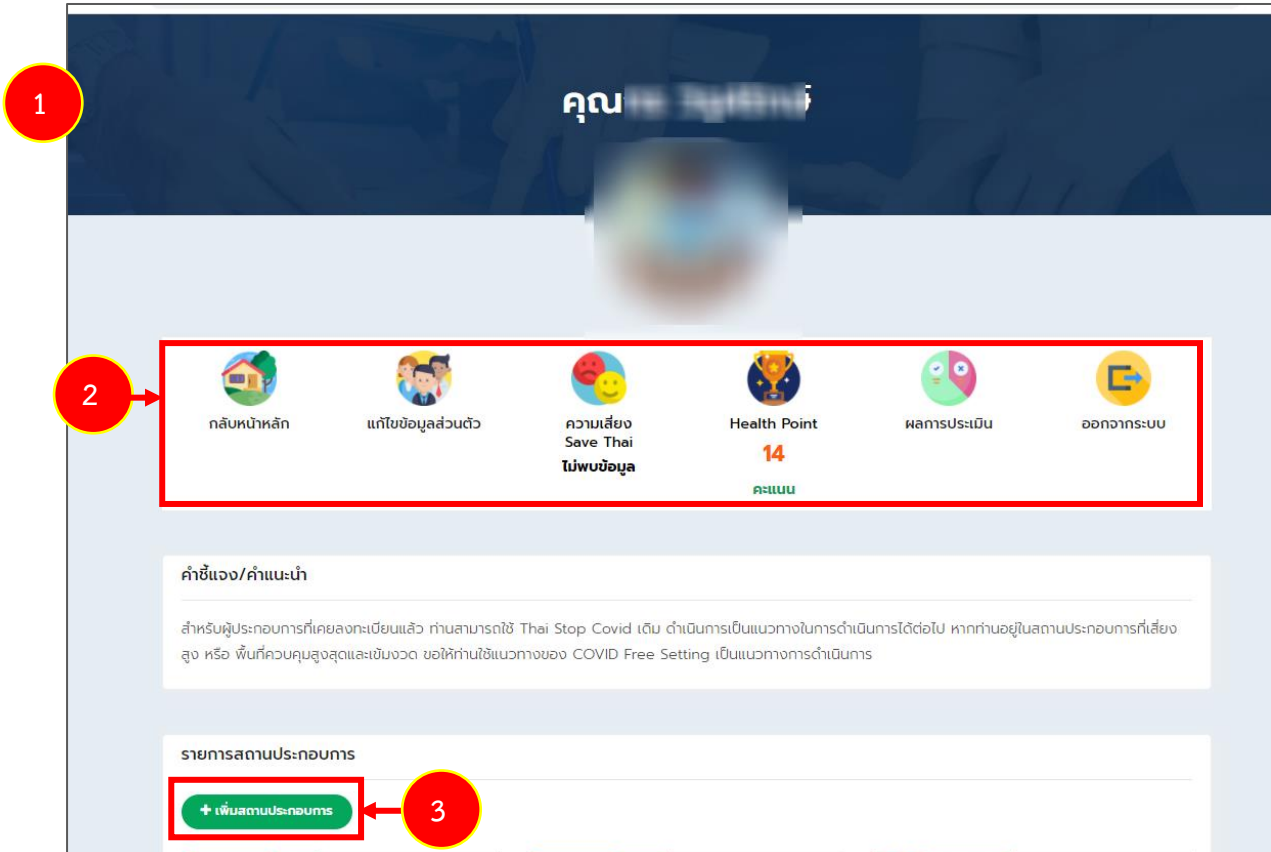 1
คุณ
2
กลับหน้าหลัก
แก้ไขข้อมูลส่วนตัว
ความเสี่ยง
Save Thai
ไม่พบข้อมูล
Health Point
14
คะแนน
ผลการประเมิน
ออกจากระบบ
คำชี้แจง/คำแนะนำ
สำหรับผู้ประกอบการที่เคยลงทะเบียนแล้ว ท่านสามารถใช้ Thai Stop Covid เดิม ดำเนินการเป็นแนวทางในการดำเนินการได้ต่อไป หากท่านอยู่ในสถานประกอบการที่เสี่ยง
สูง หรือ พื้นที่ควบคุมสูงสุดและเข้มงวด ขอให้ท่านใช้แนวทางของ COVID Free Setting เป็นแนวทางการดำเนินการ
รายการสถานประกอบการ
+ เพิ่มสถานประกอบการ
3